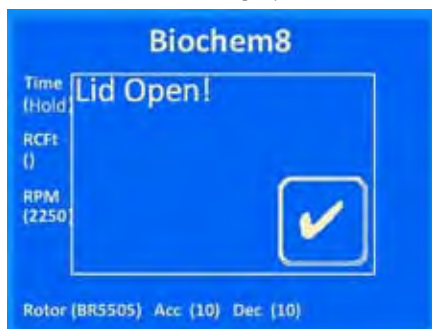 Biochem8
Time
(Hold)
Lid Open!
RCFt
()
RPM
(2250)
Rotor (BR5505) Acc (10) Dec (10)